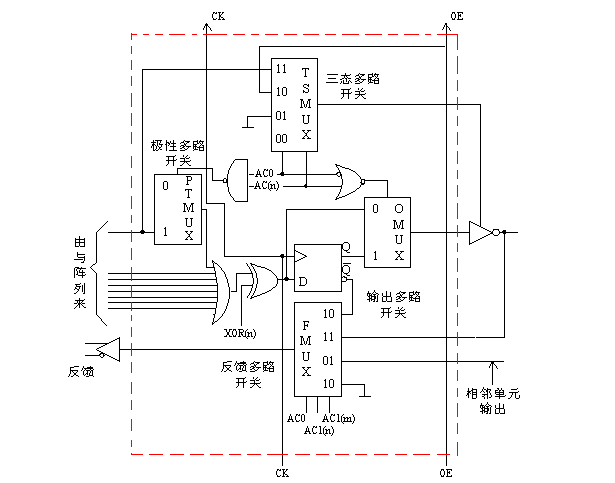 CK
OE
11
10
01
00
T
S
M
U
X
三态多路
开关
极性多路
开关
AC0
AC(n)
0
1
P
T
M
U
X
0
1
O
M
U
X
由
与
阵
列
来
Q
Q̅
D
X0R(n)
输出多路
开关
10
11
01
10
F
M
U
X
反馈多路
开关
反馈
相邻单元
输出
AC0
AC1(n)
AC1(m)
CK
OE